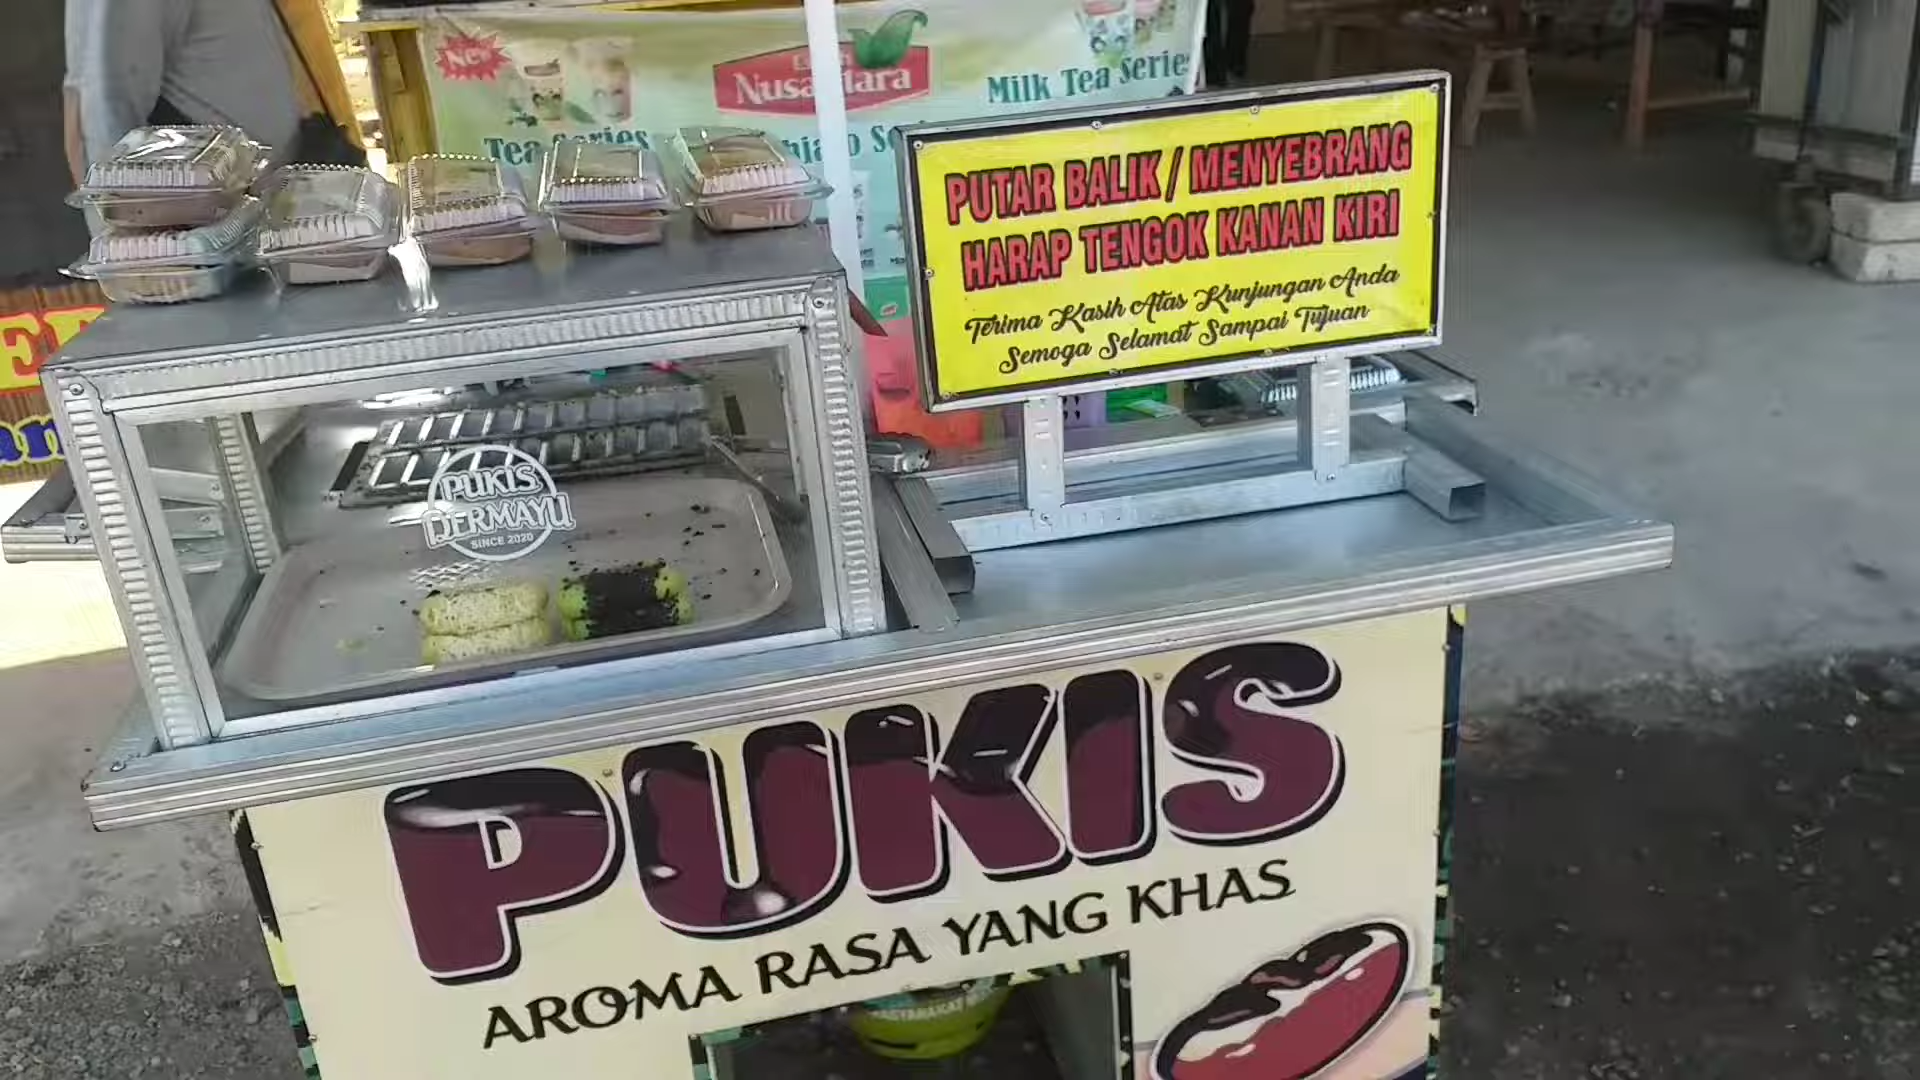 New
Nusantara
Milk Tea Series
Tea Series
PUTAR BALIK / MENYEBRANG
HARAP TENGOK KANAN KIRI
Terima Kasih Atas Kunjungan Anda
Semoga Selamat Sampai Tujuan
PUKIS
DERMAYU
SINCE 2020
PUKIS
AROMA RASA YANG KHAS